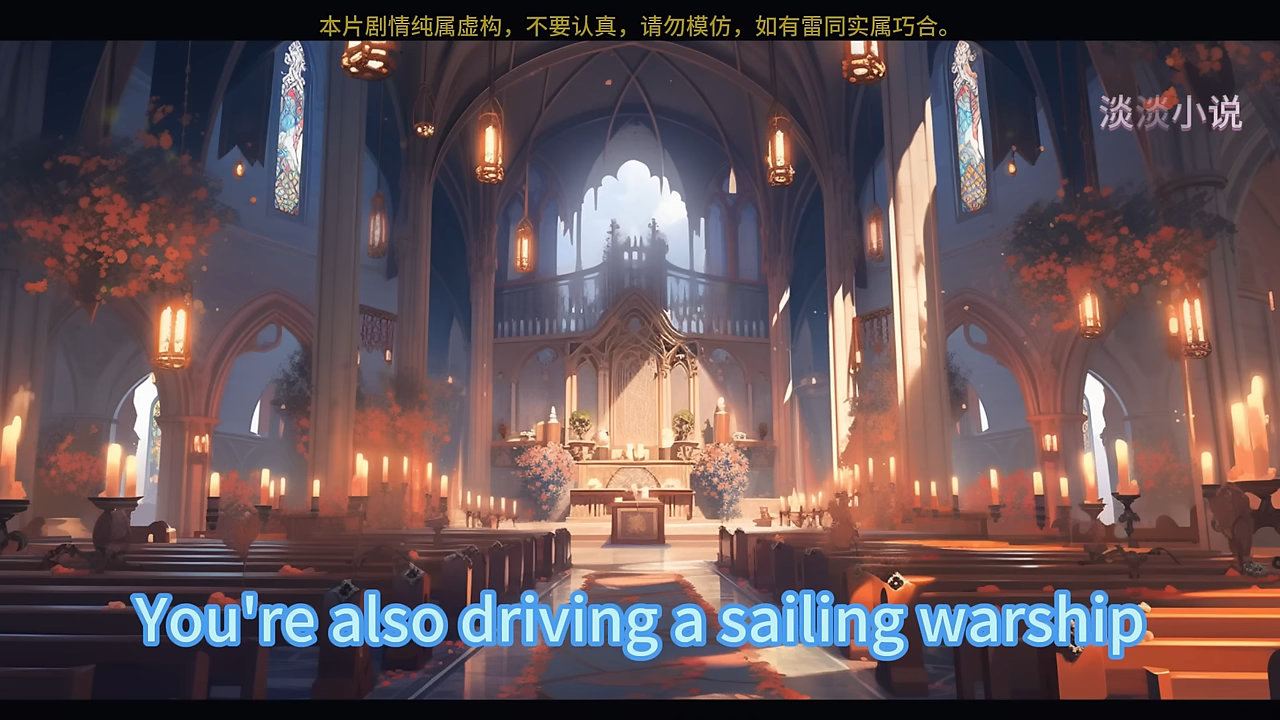 本片剧情纯属虚构，不要认真，请勿模仿，如有雷同实属巧合。
淡淡小说
You're also driving a sailing warship